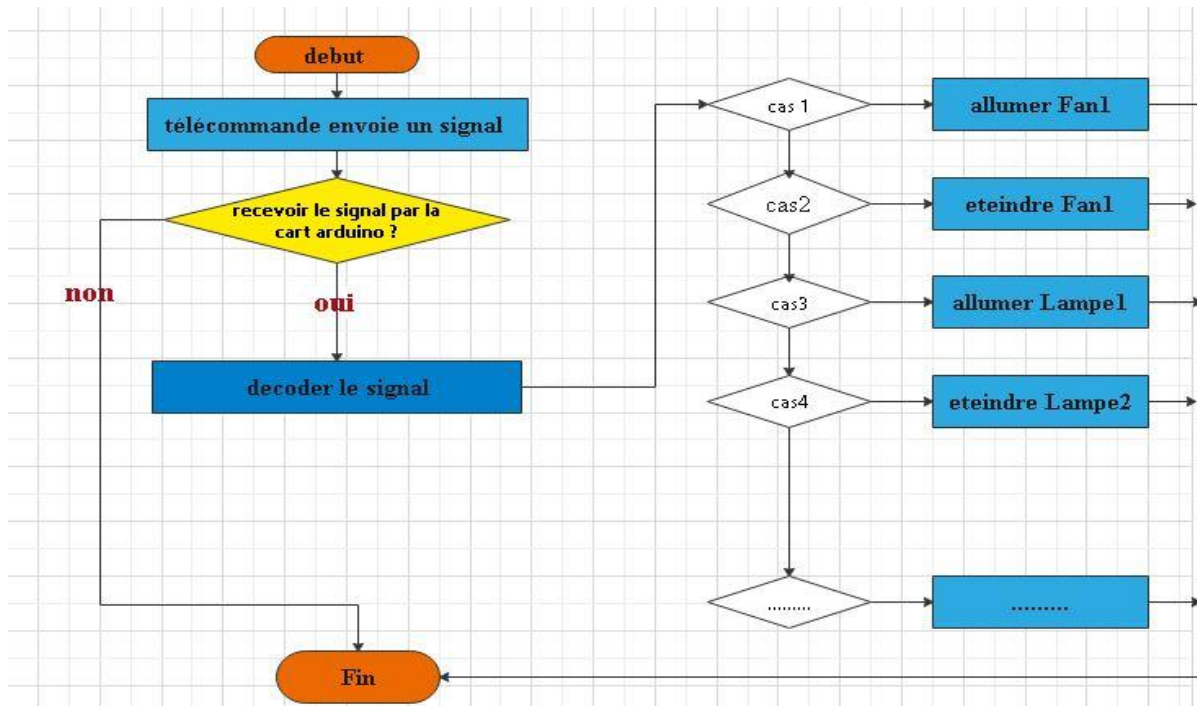 debut
télécommande envoie un signal
recevoir le signal par la
cart arduino ?
non
oui
decoder le signal
Fin
cas 1
allumer Fan1
cas2
eteindre Fan1
cas3
allumer Lampe1
cas4
eteindre Lampe2
.........
.........